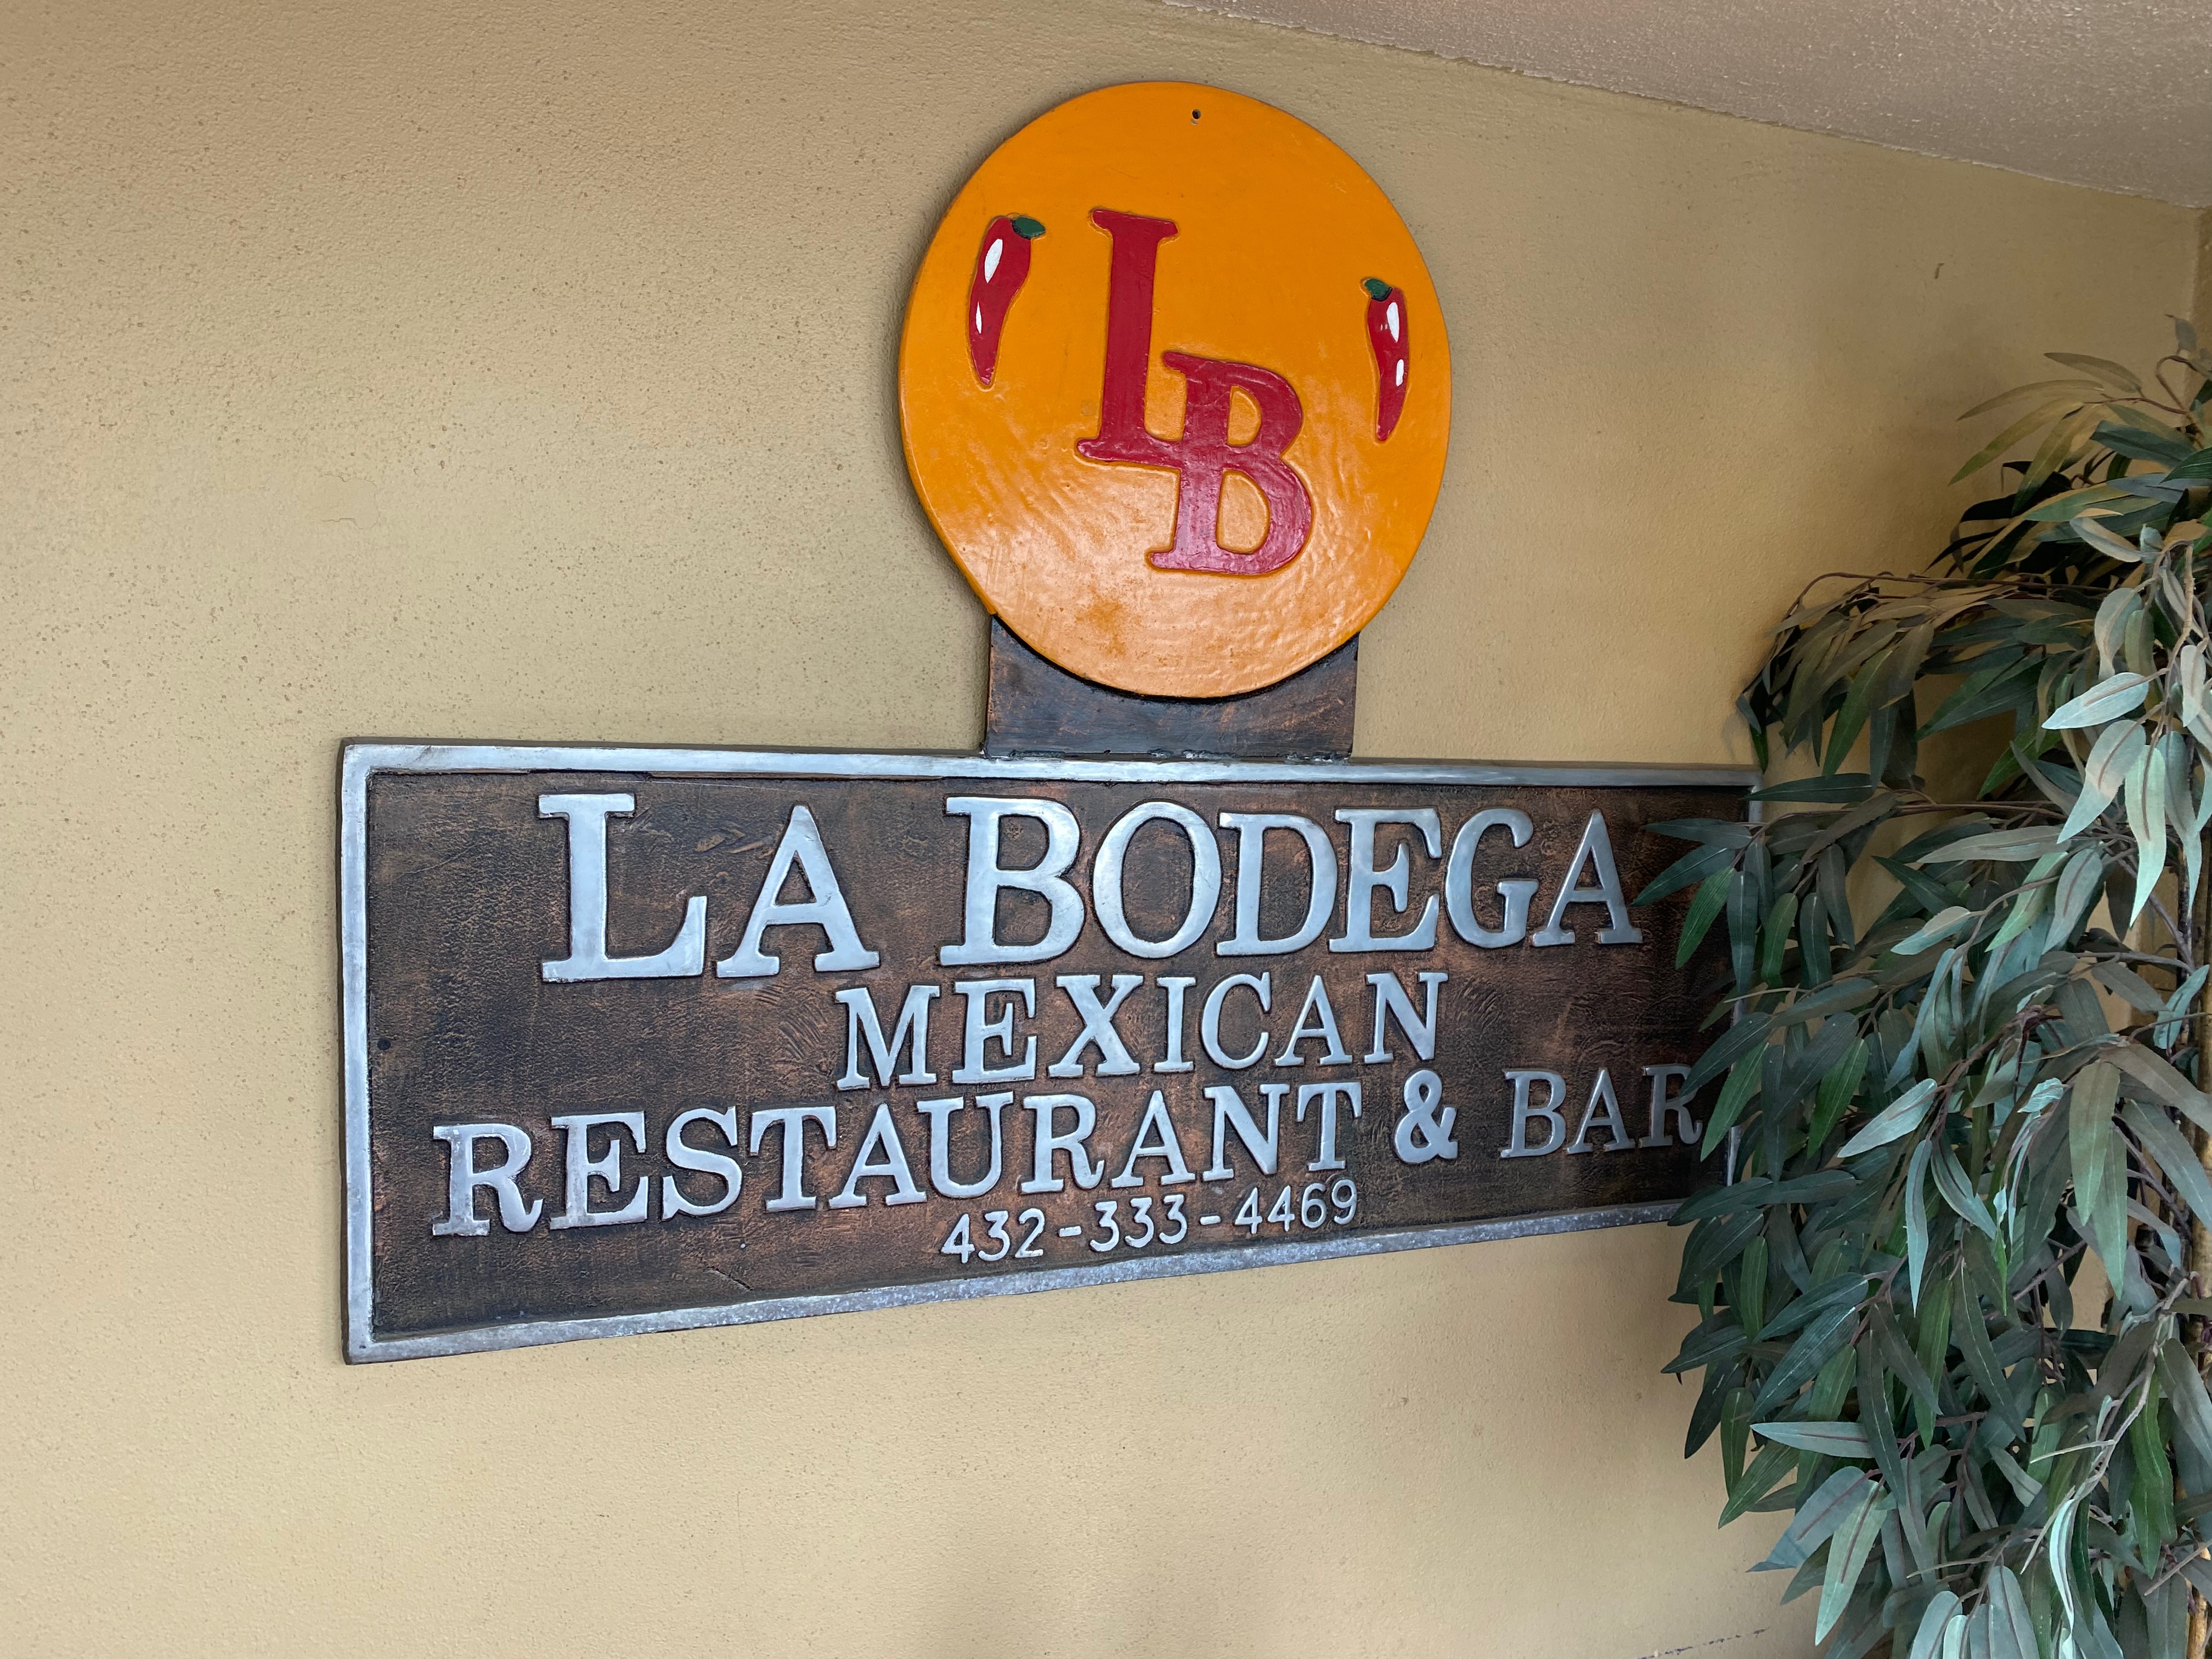 LB
LA BODEGA
MEXICAN
RESTAURANT & BAR
432-333-4469